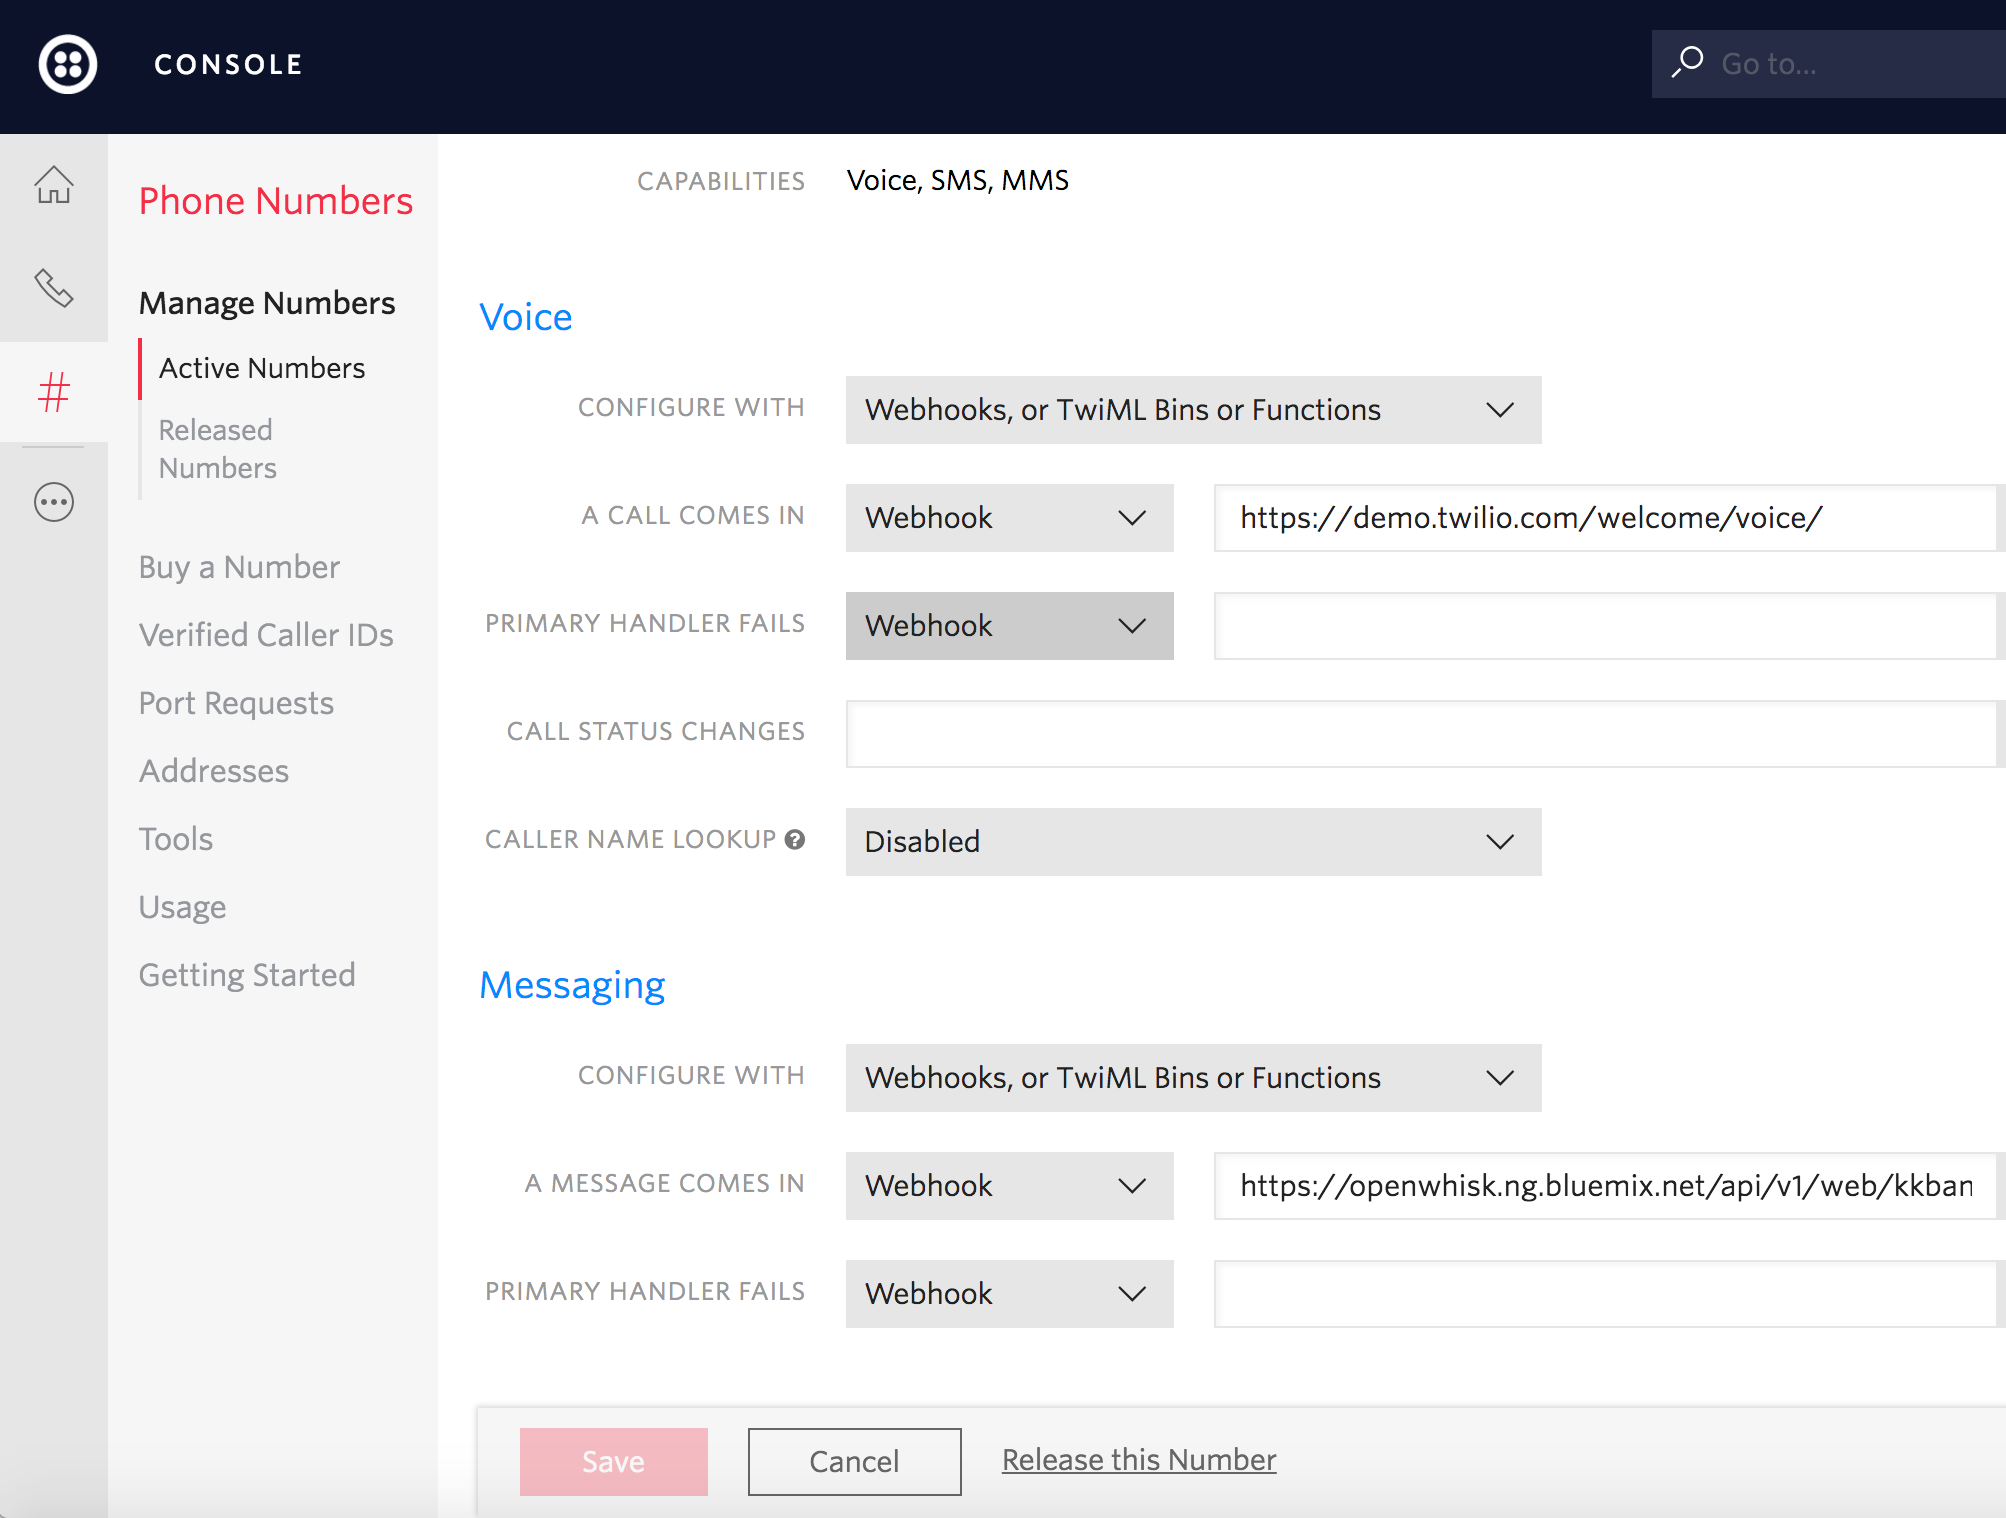 CONSOLE
Go to...
Phone Numbers
Manage Numbers
Active Numbers
Released
Numbers
Buy a Number
Verified Caller IDs
Port Requests
Addresses
Tools
Usage
Getting Started
CAPABILITIES Voice, SMS, MMS
Voice
CONFIGURE WITH Webhooks, or TwiML Bins or Functions
A CALL COMES IN Webhook https://demo.twilio.com/welcome/voice/
PRIMARY HANDLER FAILS Webhook
CALL STATUS CHANGES
CALLER NAME LOOKUP ? Disabled
Messaging
CONFIGURE WITH Webhooks, or TwiML Bins or Functions
A MESSAGE COMES IN Webhook https://openwhisk.ng.bluemix.net/api/v1/web/kkban
PRIMARY HANDLER FAILS Webhook
Save Cancel Release this Number